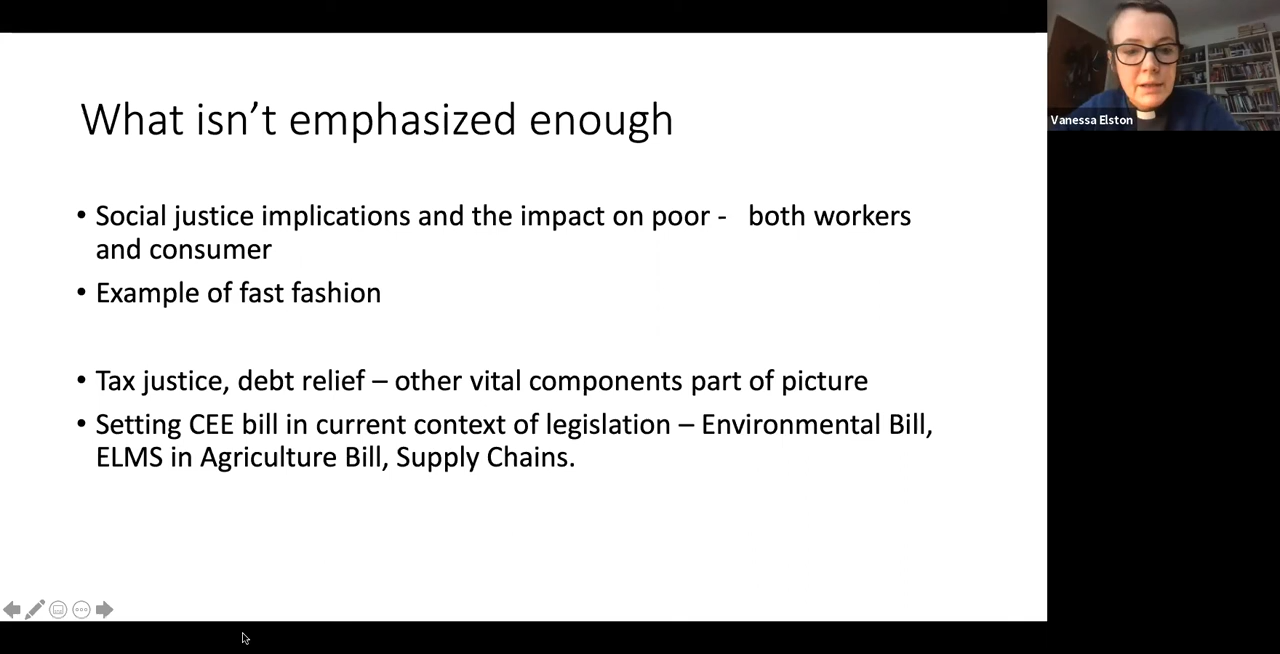 What isn’t emphasized enough
• Social justice implications and the impact on poor -   both workers
and consumer
• Example of fast fashion
• Tax justice, debt relief – other vital components part of picture
• Setting CEE bill in current context of legislation – Environmental Bill,
ELMS in Agriculture Bill, Supply Chains.
Vanessa Elston